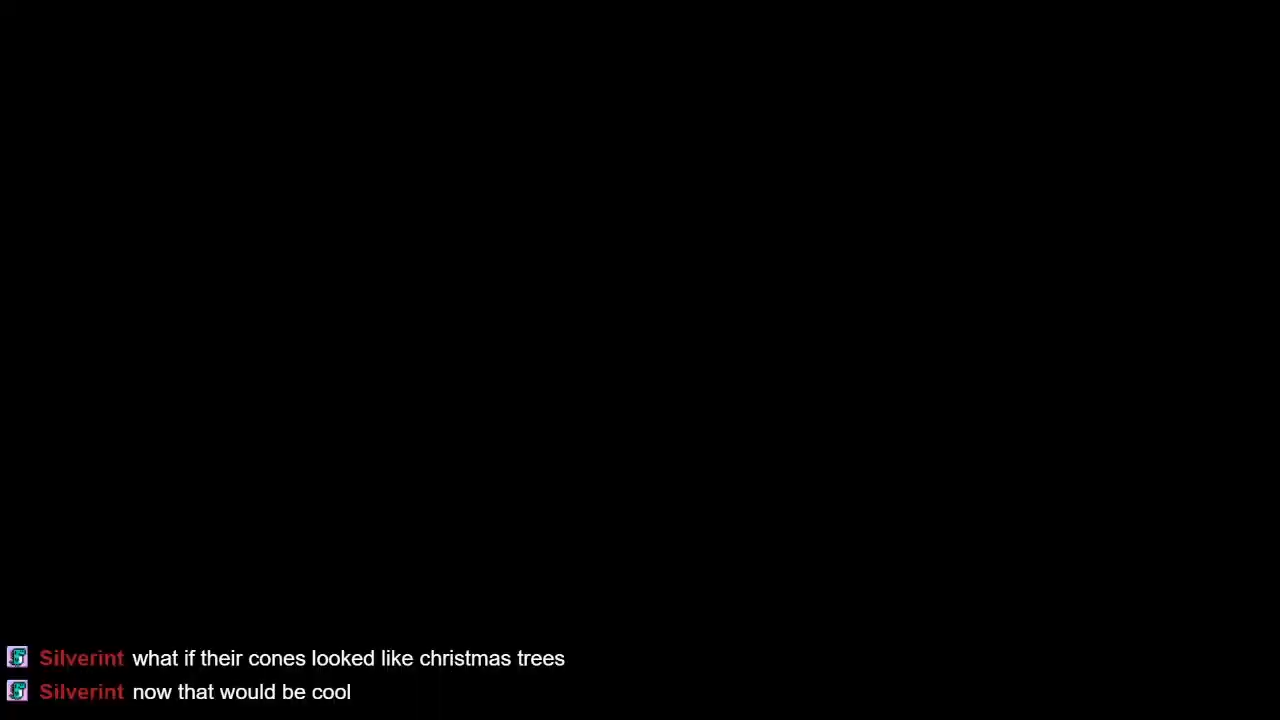 Silverint what if their cones looked like christmas trees
Silverint now that would be cool